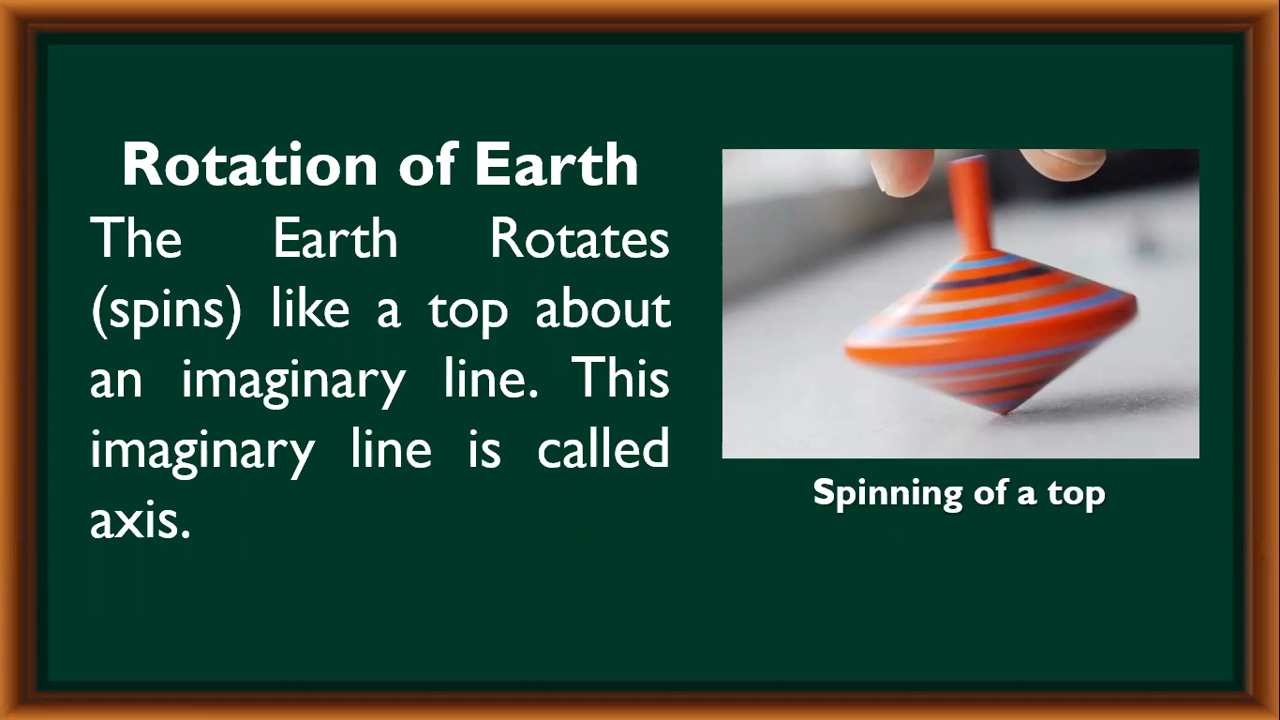 Rotation of Earth
The Earth Rotates
(spins) like a top about
an imaginary line. This
imaginary line is called
axis.
Spinning of a top